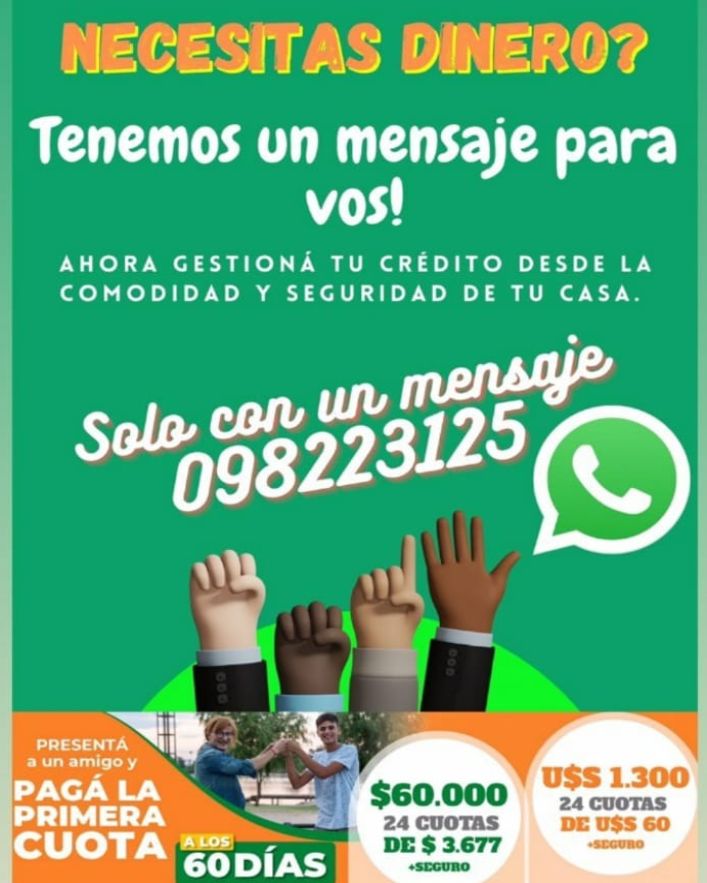 NECESITAS DINERO?
Tenemos un mensaje para
vos!
AHORA GESTIONÁ TU CRÉDITO DESDE LA
COMODIDAD Y SEGURIDAD DE TU CASA.
Solo con un mensaje
098223125
PRESENTÁ
a un amigo y
PAGÁ LA
PRIMERA
CUOTA
A LOS
60 DÍAS
$60.000
24 CUOTAS
DE $ 3.677
+SEGURO
U$S 1.300
24 CUOTAS
DE U$S 60
+SEGURO